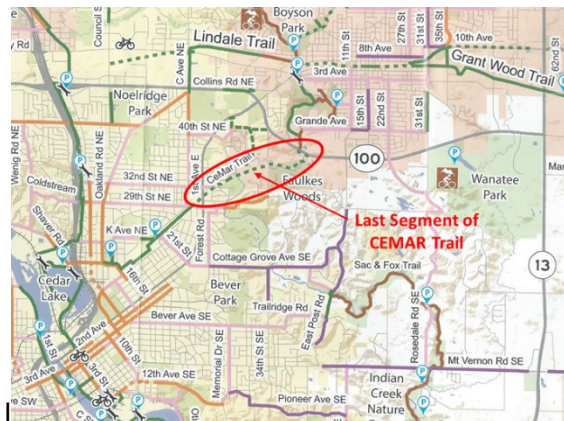 Council St
Boyson
Park
Lindale Trail
C Ave NE
11th St
27th St
31st St
35th St
10th Ave
8th Ave
3rd Ave
Grant Wood Trail
62nd St
Collins Rd NE
Noelridge
Park
Grande Ave
15th St
22nd St
31st St
40th St NE
CeMar Trail
100
Wenig Rd NE
Oakland Rd NE
Coldstream
32nd St NE
29th St NE
1st Ave E
Faulkes
Woods
Wanatee
Park
Last Segment of
CEMAR Trail
Shaver Rd
K Ave NE
21st St
Forest Rd
Cottage Grove Ave SE
Sac & Fox Trail
13
Cedar
Lake
16th St
Bever
Park
Trailridge Rd
East Post Rd
Rosedale Rd SE
1st St
2nd Ave
10th St
Bever Ave SE
Memorial Dr SE
34th St SE
Mt Vernon Rd SE
3rd Ave
3rd St
12th Ave SE
Indian
Creek
Nature
Pioneer Ave SE
ve SW